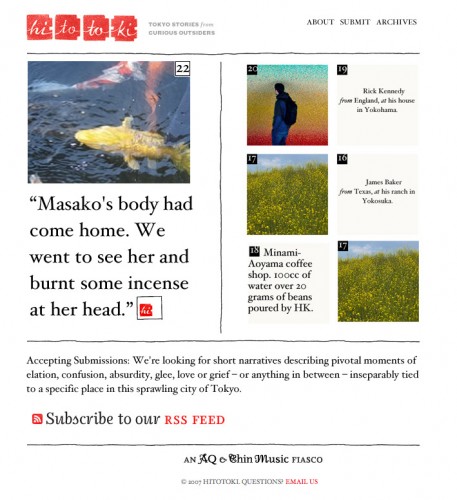 hi to to ki
TOKYO STORIES from
CURIOUS OUTSIDERS
ABOUT SUBMIT ARCHIVES
22
“Masako's body had
come home. We
went to see her and
burnt some incense
at her head.” hi
20
19
Rick Kennedy
from England, at his house
in Yokohama.
17
16
James Baker
from Texas, at his ranch in
Yokosuka.
18 Minami-
Aoyama coffee
shop. 100cc of
water over 20
grams of beans
poured by HK.
17
Accepting Submissions: We're looking for short narratives describing pivotal moments of
elation, confusion, absurdity, glee, love or grief – or anything in between – inseparably tied
to a specific place in this sprawling city of Tokyo.
Subscribe to our RSS FEED
AN AQ & Chin Music FIASCO
© 2007 HITOTOKI. QUESTIONS? EMAIL US